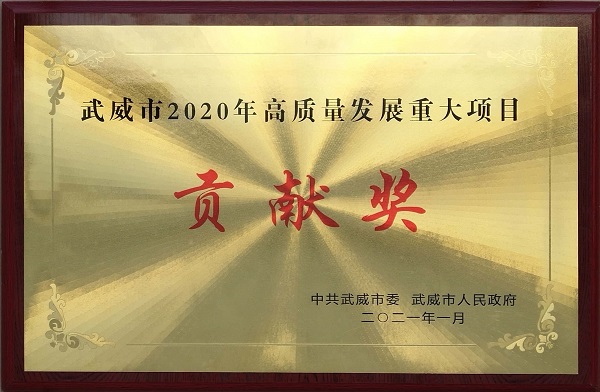 武威市2020年高质量发展重大项目
贡献奖
中共武威市委 武威市人民政府
二〇二一年一月